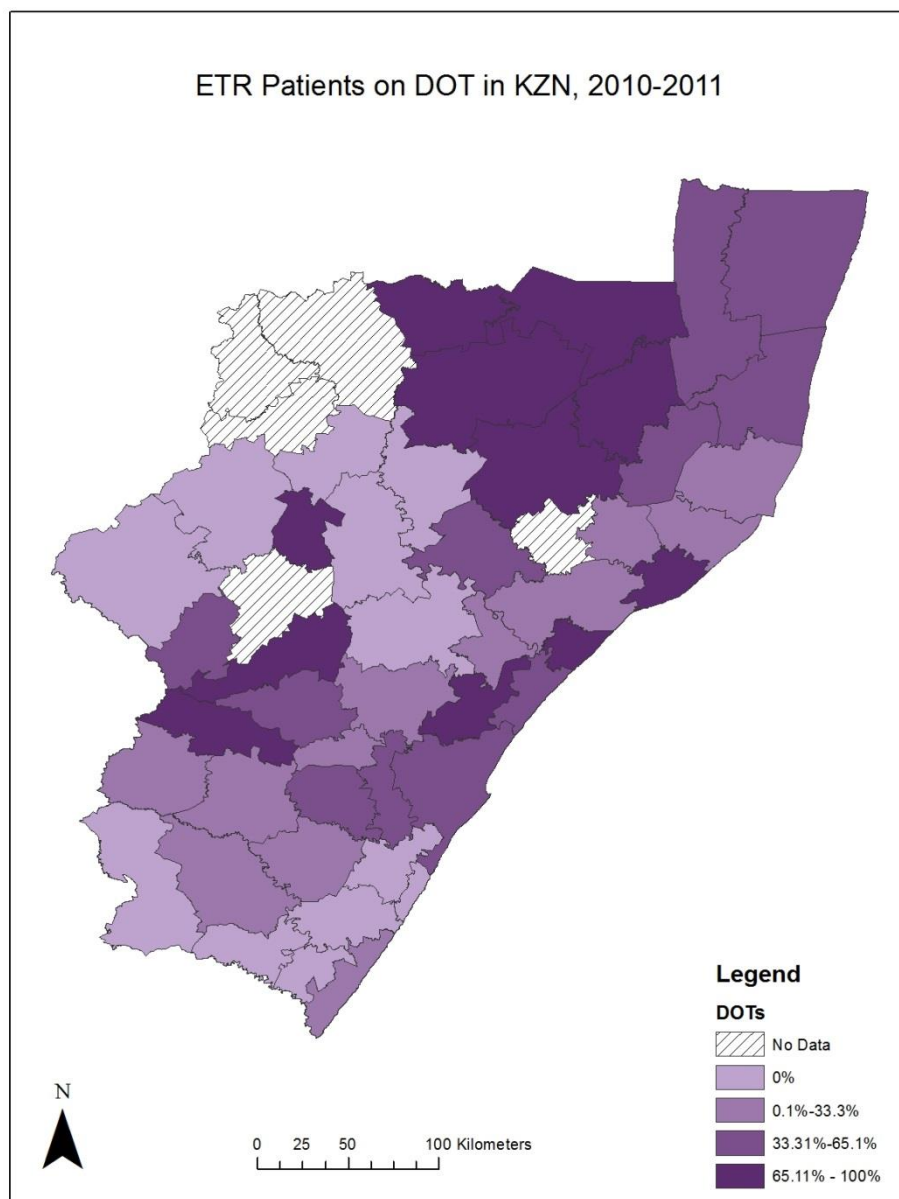 ETR Patients on DOT in KZN, 2010-2011
Legend
DOTs
No Data
0%
0.1%-33.3%
33.31%-65.1%
65.11% - 100%
N
0 25 50 100 Kilometers